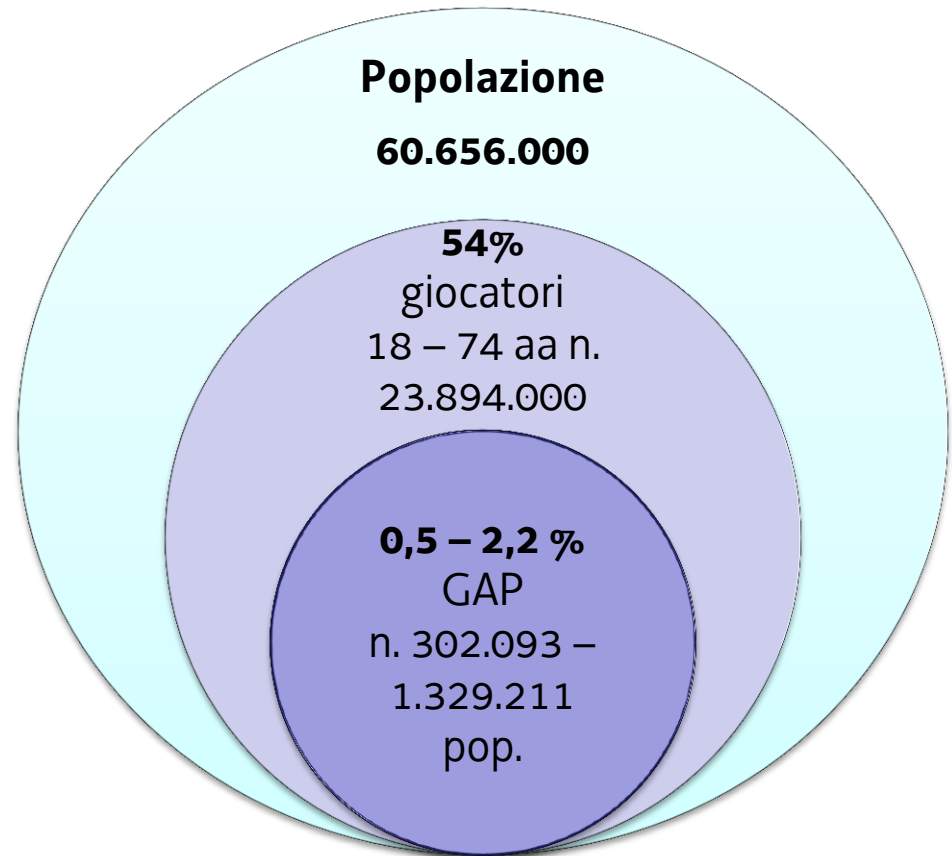 Popolazione
60.656.000
54%
giocatori
18 – 74 aa n.
23.894.000
0,5 – 2,2 %
GAP
n. 302.093 –
1.329.211
pop.